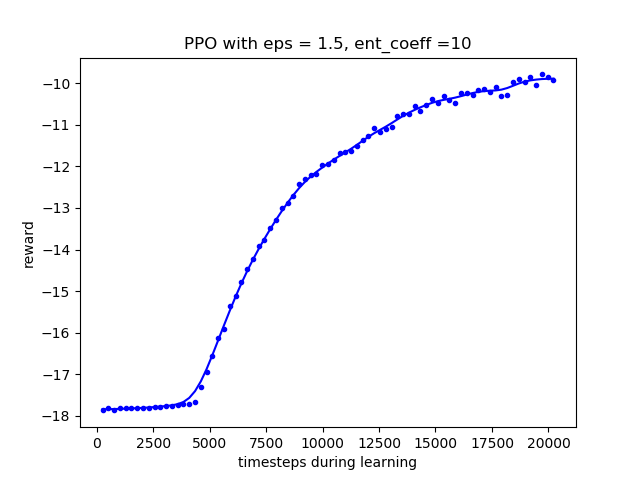 PPO with eps = 1.5, ent_coeff =10
reward
−10
−11
−12
−13
−14
−15
−16
−17
−18
0 2500 5000 7500 10000 12500 15000 17500 20000
timesteps during learning